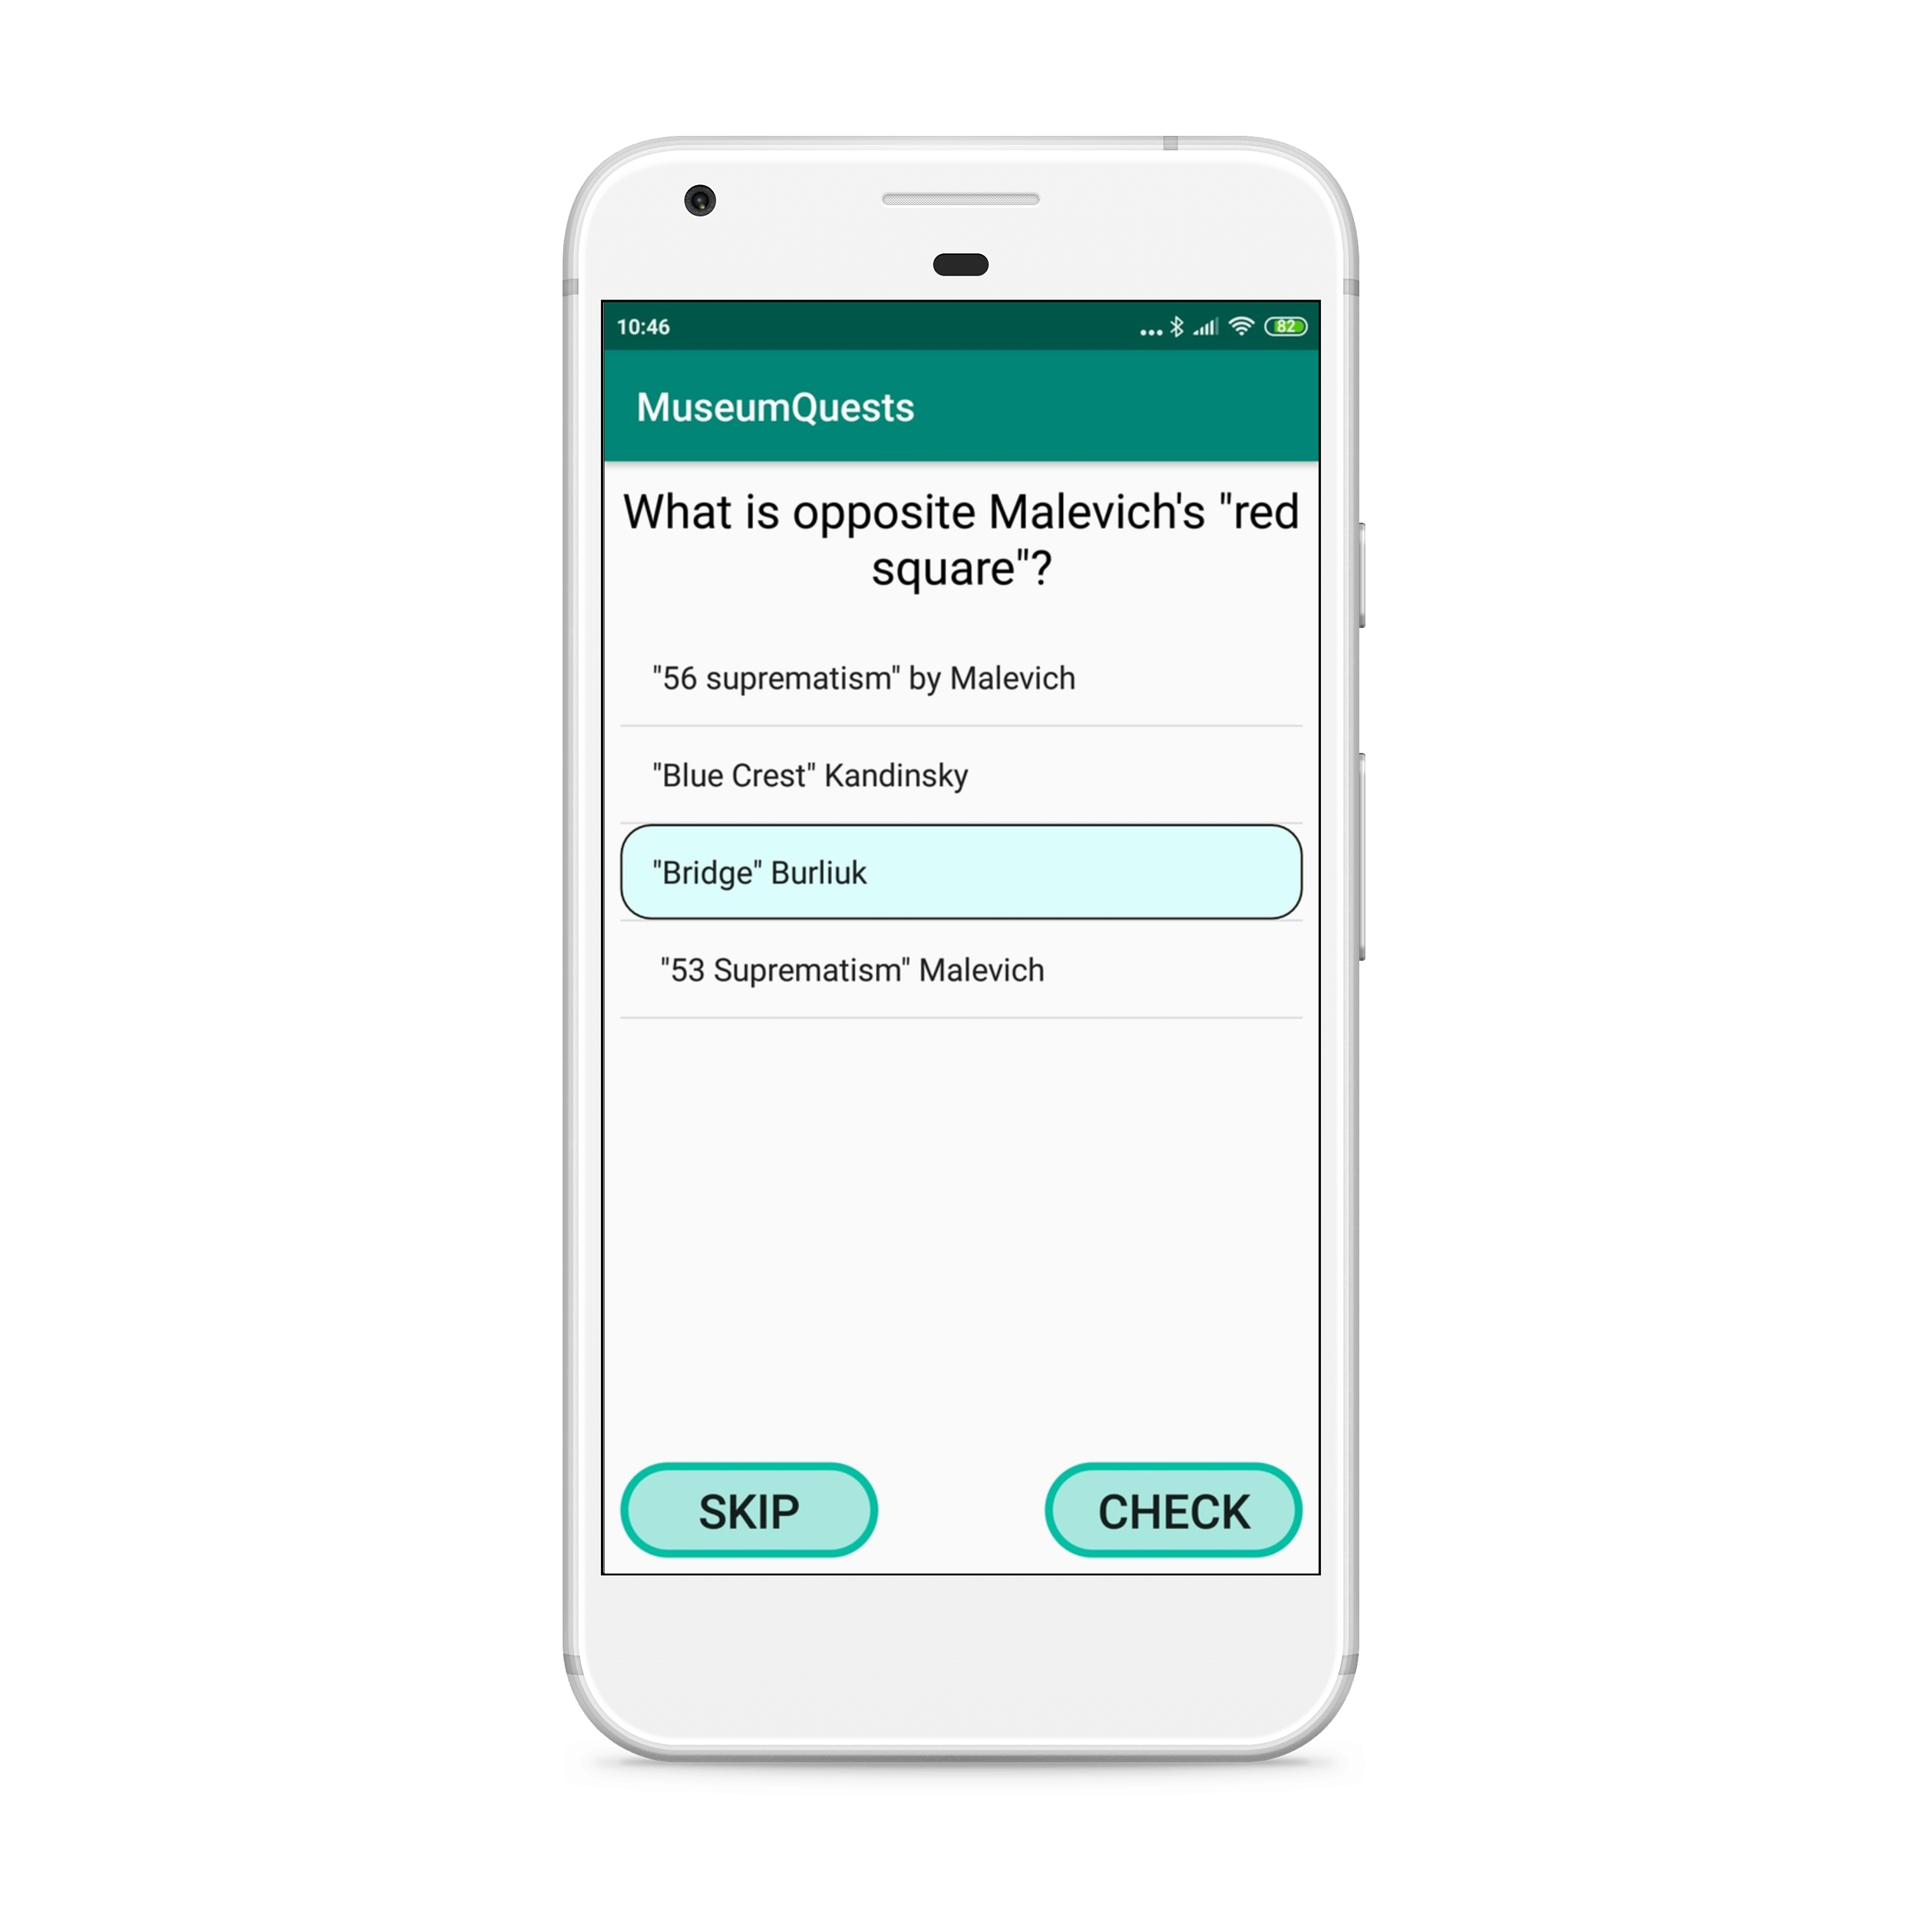 10:46
82
MuseumQuests
What is opposite Malevich's "red
square"?
"56 suprematism" by Malevich
"Blue Crest" Kandinsky
"Bridge" Burliuk
"53 Suprematism" Malevich
SKIP
CHECK